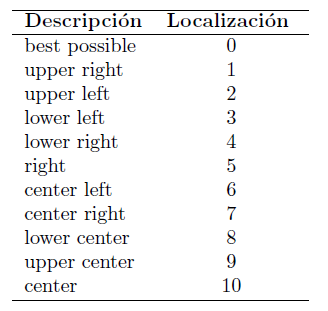 Descripción Localización
best possible 0
upper right 1
upper left 2
lower left 3
lower right 4
right 5
center left 6
center right 7
lower center 8
upper center 9
center 10